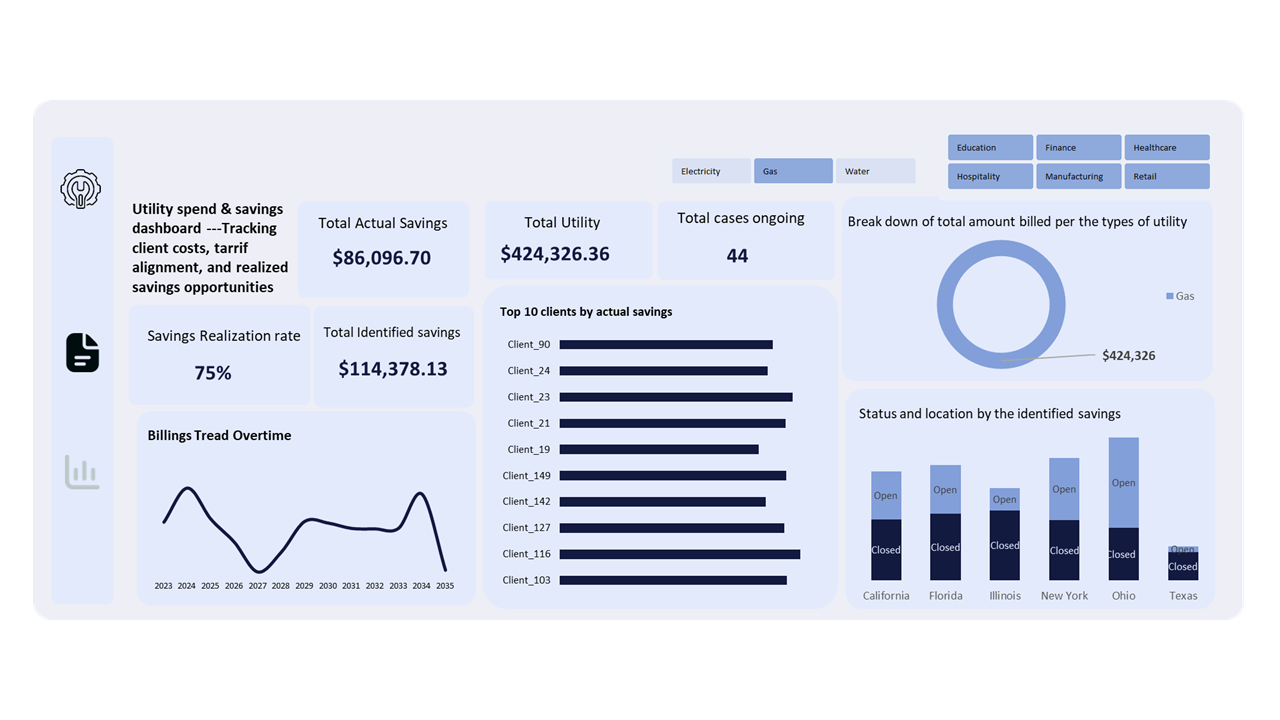 Education
Finance
Healthcare
Electricity
Gas
Water
Hospitality
Manufacturing
Retail
Utility spend & savings
dashboard ---Tracking
client costs, tarrif
alignment, and realized
savings opportunities
Total Actual Savings
$86,096.70
Total Utility
$424,326.36
Total cases ongoing
44
Break down of total amount billed per the types of utility
Gas
$424,326
Savings Realization rate
75%
Total Identified savings
$114,378.13
Top 10 clients by actual savings
Client_90
Client_24
Client_23
Client_21
Client_19
Client_149
Client_142
Client_127
Client_116
Client_103
Billings Tread Overtime
2023 2024 2025 2026 2027 2028 2029 2030 2031 2032 2033 2034 2035
Status and location by the identified savings
Open Open Open Open Open Open
Closed Closed Closed Closed Closed Closed
California Florida Illinois New York Ohio Texas